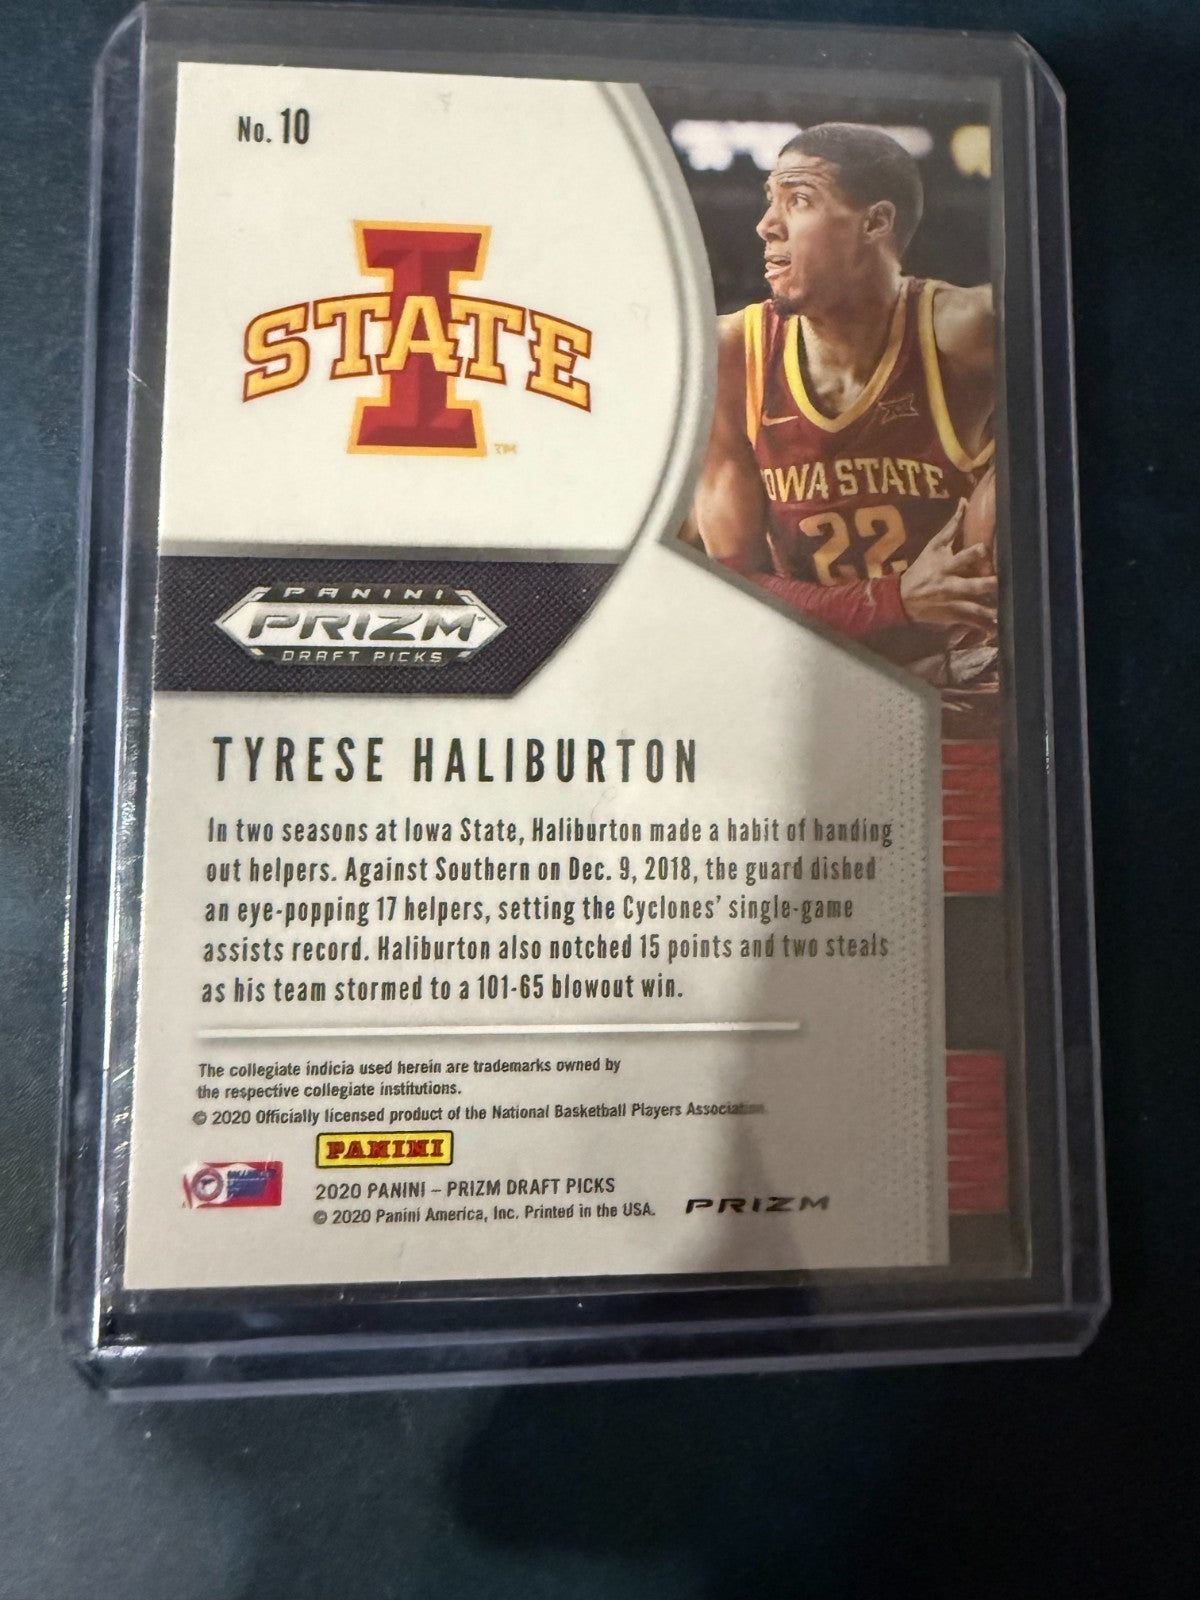 No. 10
I
STATE
TM
IOWA STATE
22
PANINI
PRIZM
DRAFT PICKS
TYRESE HALIBURTON
In two seasons at Iowa State, Haliburton made a habit of handing
out helpers. Against Southern on Dec. 9, 2018, the guard dished
an eye-popping 17 helpers, setting the Cyclones' single-game
assists record. Haliburton also notched 15 points and two steals
as his team stormed to a 101-65 blowout win.
The collegiate indicia used herein are trademarks owned by
the respective collegiate institutions.
© 2020 Officially licensed product of the National Basketball Players Association.
PANINI
2020 PANINI – PRIZM DRAFT PICKS
© 2020 Panini America, Inc. Printed in the USA.
PRIZM